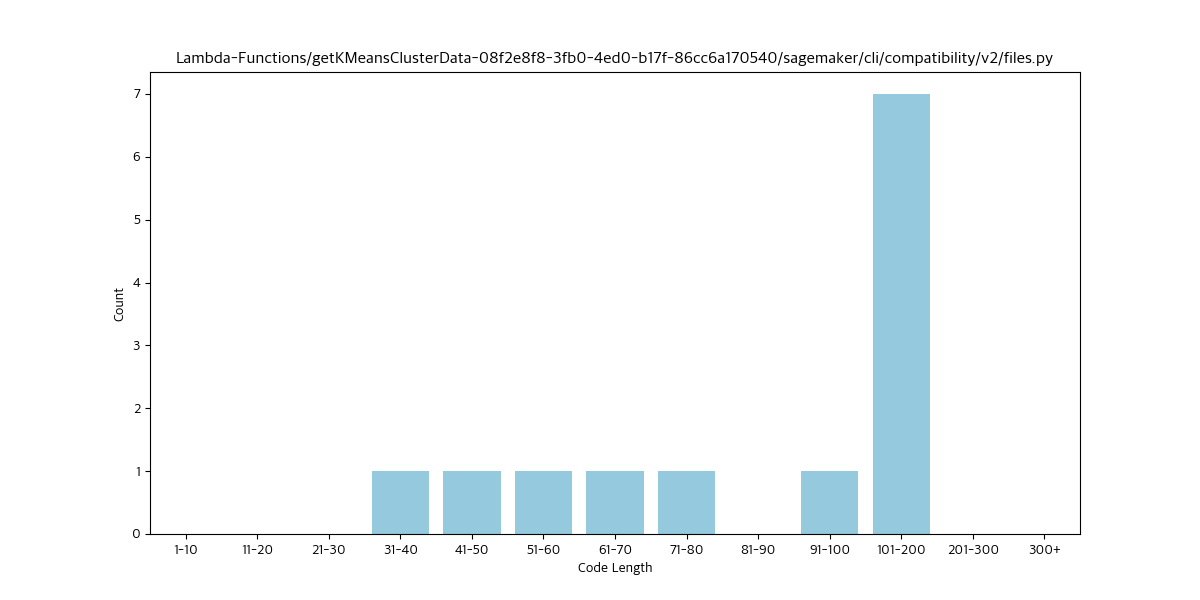 Lambda-Functions/getKMeansClusterData-08f2e8f8-3fb0-4ed0-b17f-86cc6a170540/sagemaker/cli/compatibility/v2/files.py
7
6
5
4
3
2
1
0
Count
1-10 11-20 21-30 31-40 41-50 51-60 61-70 71-80 81-90 91-100 101-200 201-300 300+
Code Length